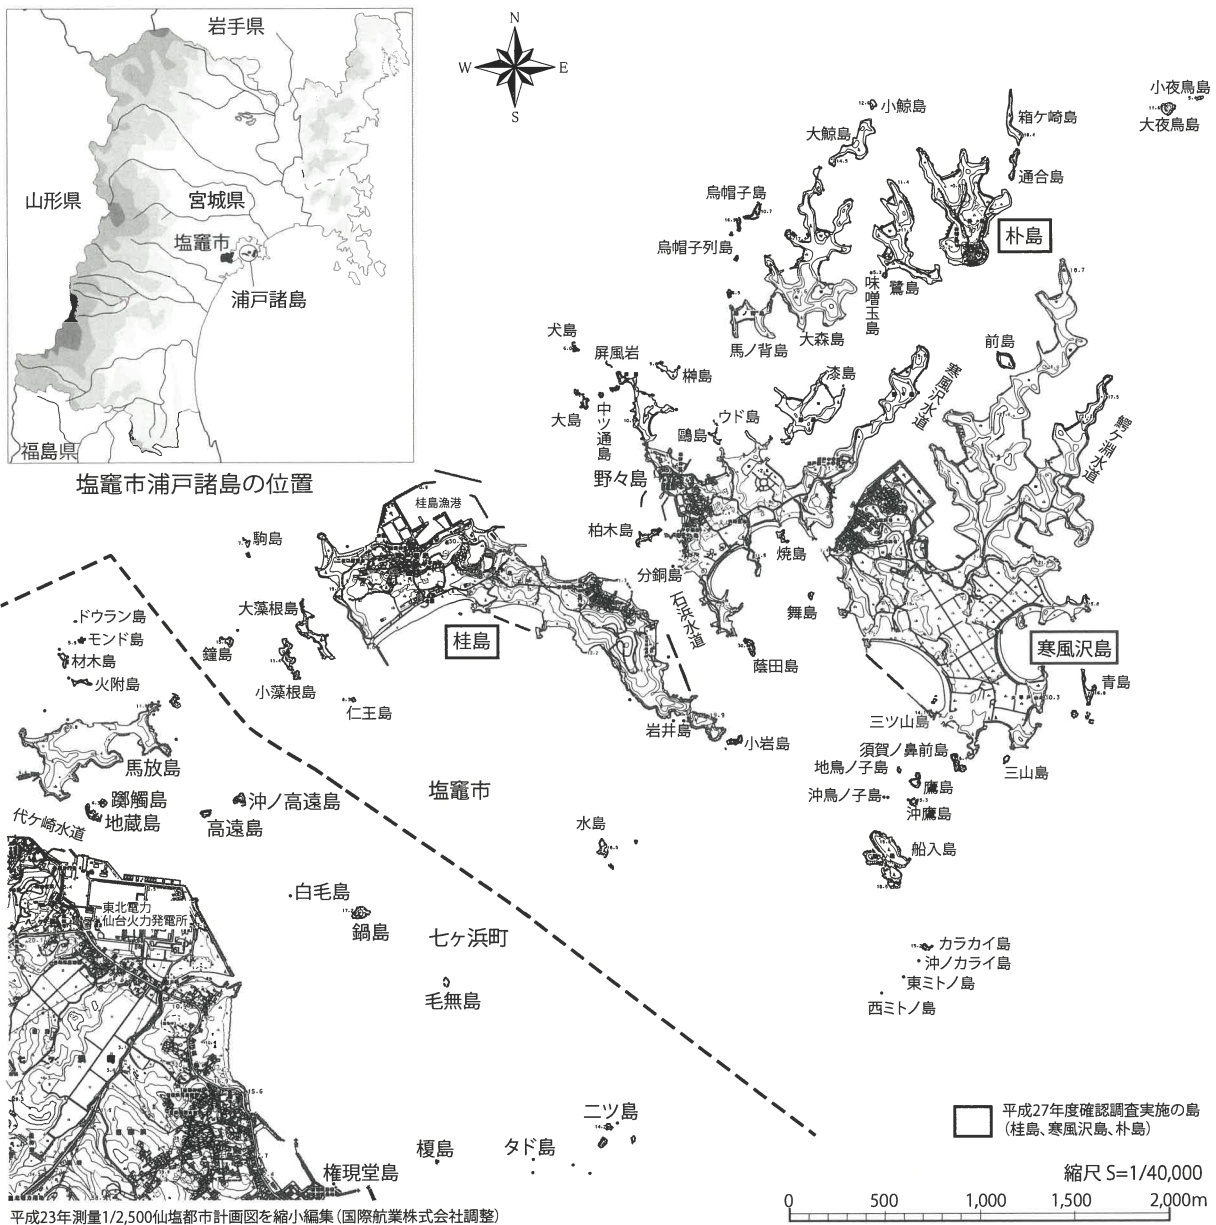 岩手県
山形県
宮城県
塩竈市
浦戸諸島
福島県
塩竈市浦戸諸島の位置
N
W
E
S
小夜鳥島
大夜鳥島
小鯨島
大鯨島
箱ケ崎島
通合島
朴島
烏帽子島
烏帽子列島
味噌玉島
鷺島
馬ノ背島
大森島
前島
犬島
屏風岩
榊島
大島
中ツ通島
漆島
寒風沢水道
鰐ケ淵水道
ウド島
鴎島
野々島
桂島漁港
柏木島
焼島
分銅島
石浜水道
舞島
駒島
大藻根島
ドウラン島
モンド島
材木島
火附島
鐘島
小藻根島
桂島
仁王島
蔭田島
寒風沢島
青島
岩井島
小岩島
三ツ山島
須賀ノ鼻前島
地鳥ノ子島
三山島
鷹島
沖鳥ノ子島
沖鷹島
馬放島
躑觸島
地蔵島
代ケ崎水道
沖ノ高遠島
高遠島
塩竈市
水島
船入島
東北電力
仙台火力発電所
白毛島
鍋島
七ヶ浜町
毛無島
カラカイ島
沖ノカライ島
東ミトノ島
西ミトノ島
二ツ島
榎島
タド島
権現堂島
平成27年度確認調査実施の島
(桂島、寒風沢島、朴島)
縮尺 S=1/40,000
0 500 1,000 1,500 2,000m
平成23年測量1/2,500仙塩都市計画図を縮小編集(国際航業株式会社調整)